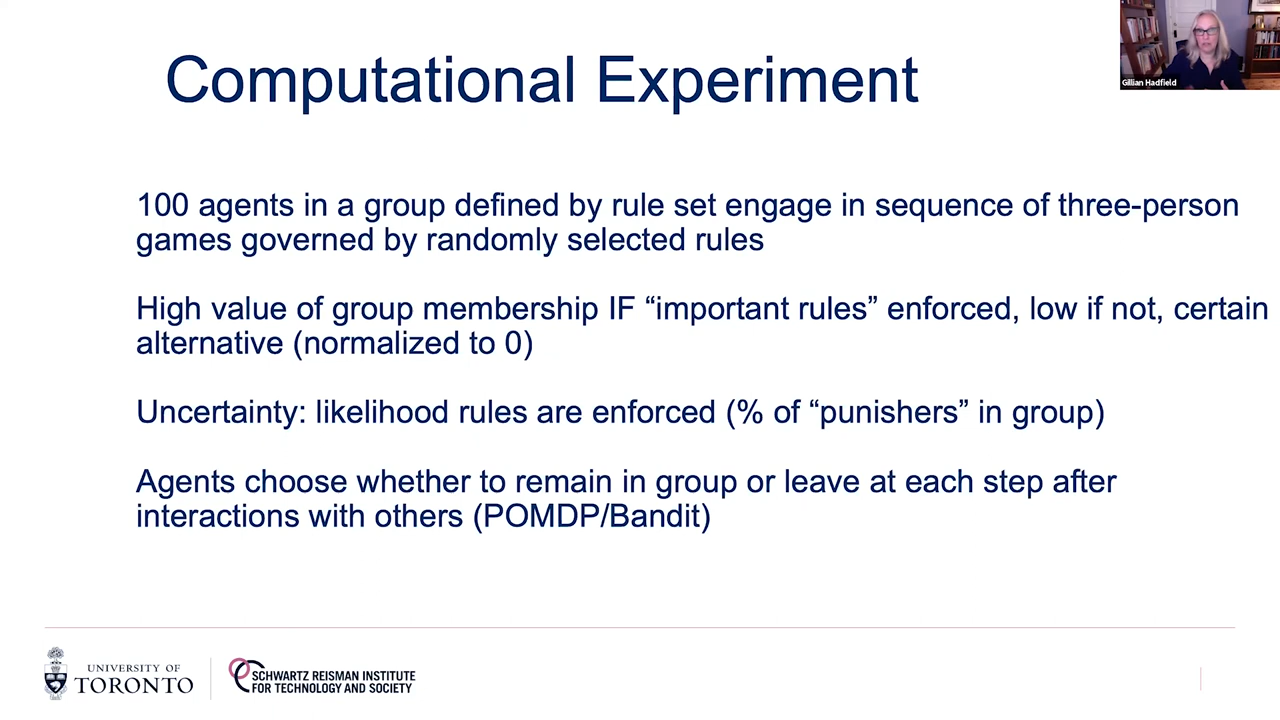 Computational Experiment
Gillian Hadfield
100 agents in a group defined by rule set engage in sequence of three-person
games governed by randomly selected rules
High value of group membership IF “important rules” enforced, low if not, certain
alternative (normalized to 0)
Uncertainty: likelihood rules are enforced (% of “punishers” in group)
Agents choose whether to remain in group or leave at each step after
interactions with others (POMDP/Bandit)
UNIVERSITY OF
TORONTO
SCHWARTZ REISMAN INSTITUTE
FOR TECHNOLOGY AND SOCIETY